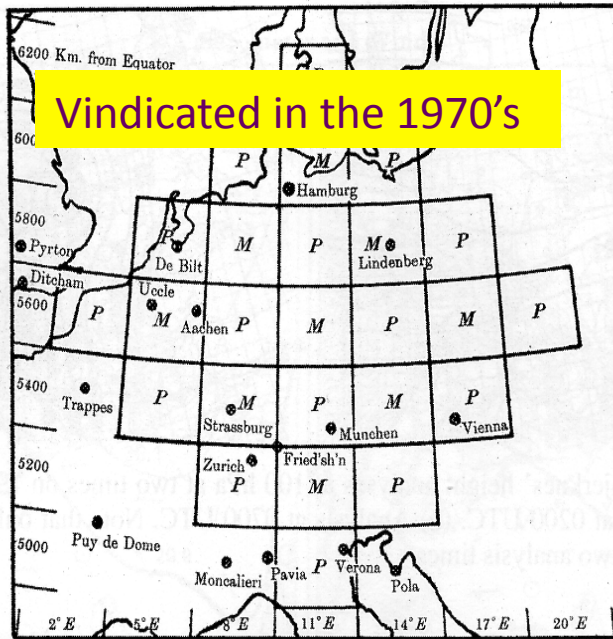 6200 Km. from Equator
Vindicated in the 1970's
P M P
Hamburg
5800
P M P M P
Pyrton De Bilt Lindenberg
Ditcham
Uccle
5600
P M P M P M P
Aachen
5400
P M P M P
Trappes Strassburg Munchen Vienna
Zurich Fried'sh'n
5200
P M P
Puy de Dome
5000
Moncalieri Pavia P Verona Pola
2° E 5° E 8° E 11° E 14° E 17° E 20° E